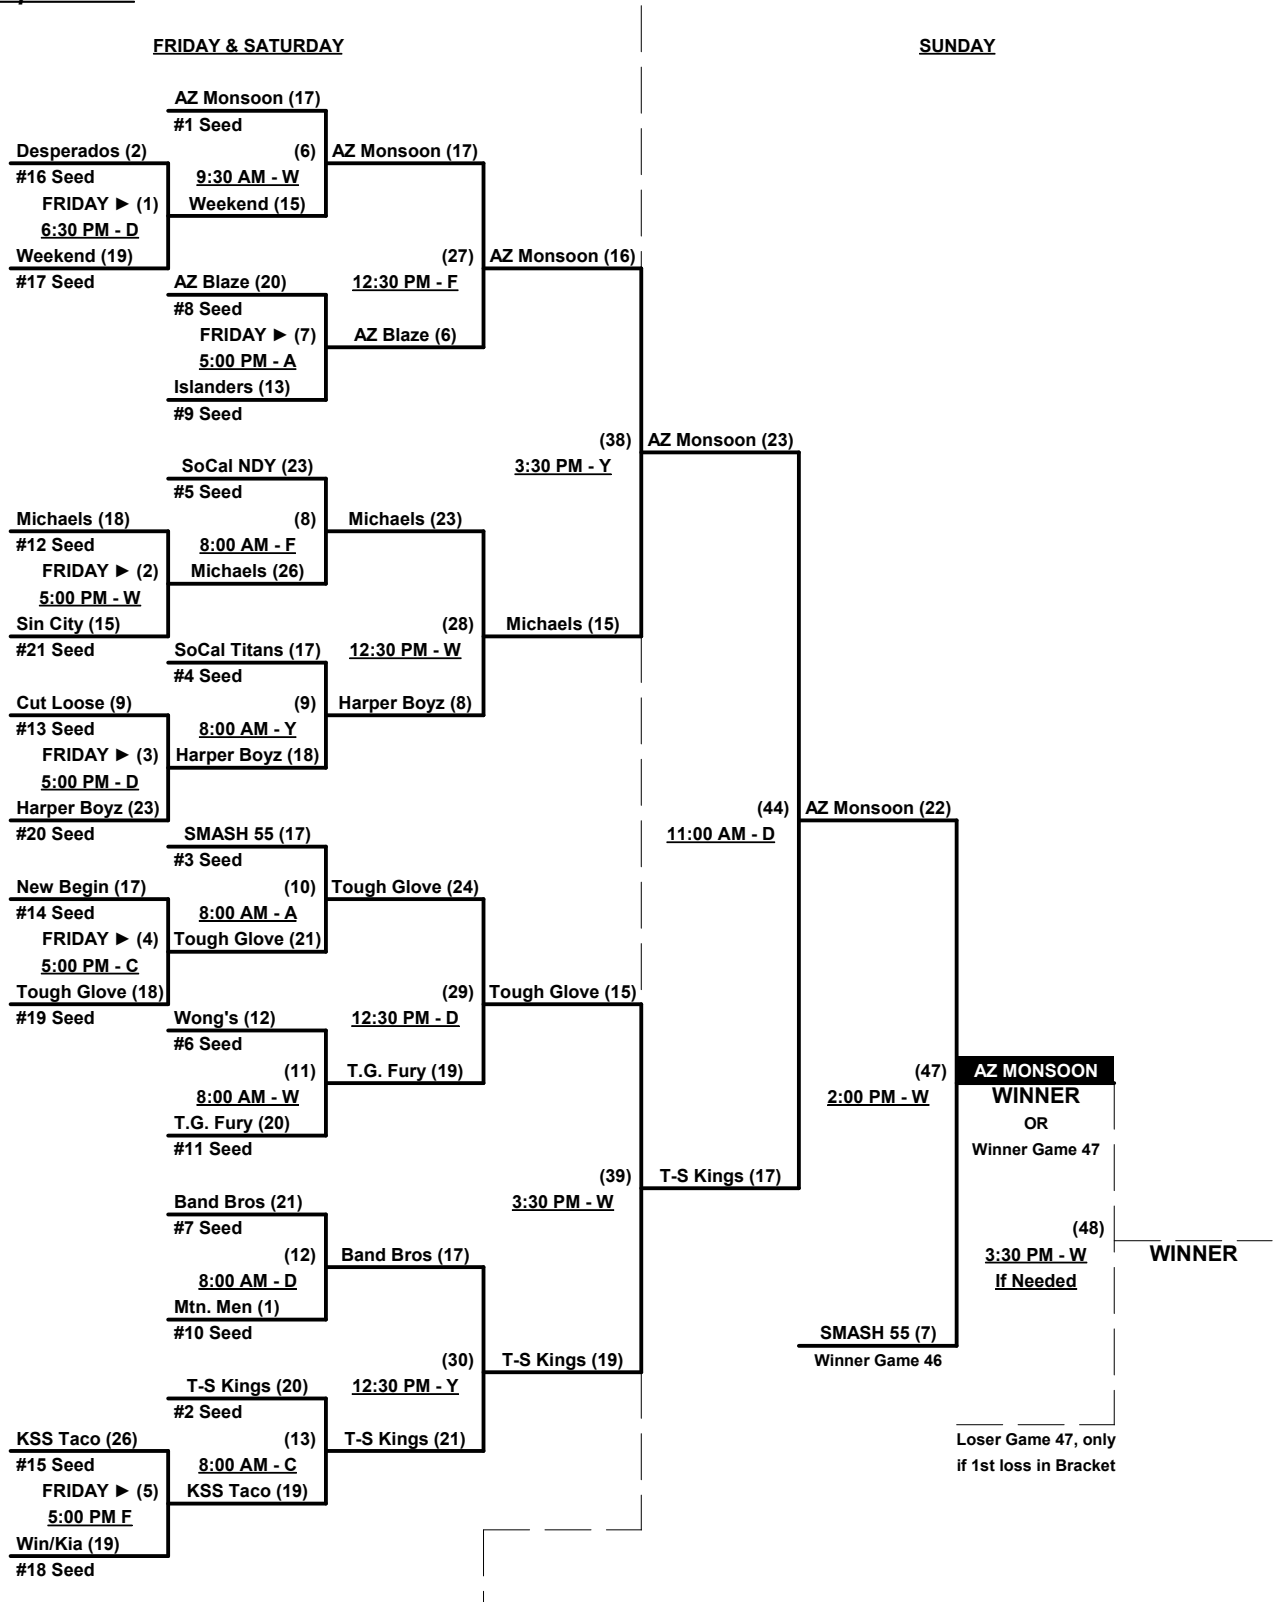 FRIDAY & SATURDAY
SUNDAY
AZ Monsoon (17)
#1 Seed
Desperados (2)
(6)
AZ Monsoon (17)
#16 Seed
9:30 AM - W
FRIDAY ► (1)
Weekend (15)
6:30 PM - D
Weekend (19)
(27)
AZ Monsoon (16)
#17 Seed
AZ Blaze (20)
12:30 PM - F
#8 Seed
FRIDAY ► (7)
AZ Blaze (6)
5:00 PM - A
Islanders (13)
#9 Seed
(38)
AZ Monsoon (23)
SoCal NDY (23)
3:30 PM - Y
#5 Seed
Michaels (18)
(8)
Michaels (23)
#12 Seed
8:00 AM - F
FRIDAY ► (2)
Michaels (26)
5:00 PM - W
Sin City (15)
(28)
Michaels (15)
#21 Seed
SoCal Titans (17)
12:30 PM - W
#4 Seed
Cut Loose (9)
(9)
Harper Boyz (8)
#13 Seed
8:00 AM - Y
FRIDAY ► (3)
Harper Boyz (18)
5:00 PM - D
Harper Boyz (23)
(44)
AZ Monsoon (22)
#20 Seed
SMASH 55 (17)
11:00 AM - D
#3 Seed
New Begin (17)
(10)
Tough Glove (24)
#14 Seed
8:00 AM - A
FRIDAY ► (4)
Tough Glove (21)
5:00 PM - C
Tough Glove (18)
(29)
Tough Glove (15)
#19 Seed
Wong's (12)
12:30 PM - D
#6 Seed
(11)
T.G. Fury (19)
(47)
AZ MONSOON
8:00 AM - W
2:00 PM - W
WINNER
T.G. Fury (20)
OR
#11 Seed
Winner Game 47
(39)
T-S Kings (17)
Band Bros (21)
3:30 PM - W
#7 Seed
(48)
(12)
Band Bros (17)
3:30 PM - W
WINNER
8:00 AM - D
If Needed
Mtn. Men (1)
#10 Seed
SMASH 55 (7)
(30)
T-S Kings (19)
Winner Game 46
T-S Kings (20)
12:30 PM - Y
#2 Seed
KSS Taco (26)
(13)
T-S Kings (21)
Loser Game 47, only
#15 Seed
8:00 AM - C
if 1st loss in Bracket
FRIDAY ► (5)
KSS Taco (19)
5:00 PM F
Win/Kia (19)
#18 Seed